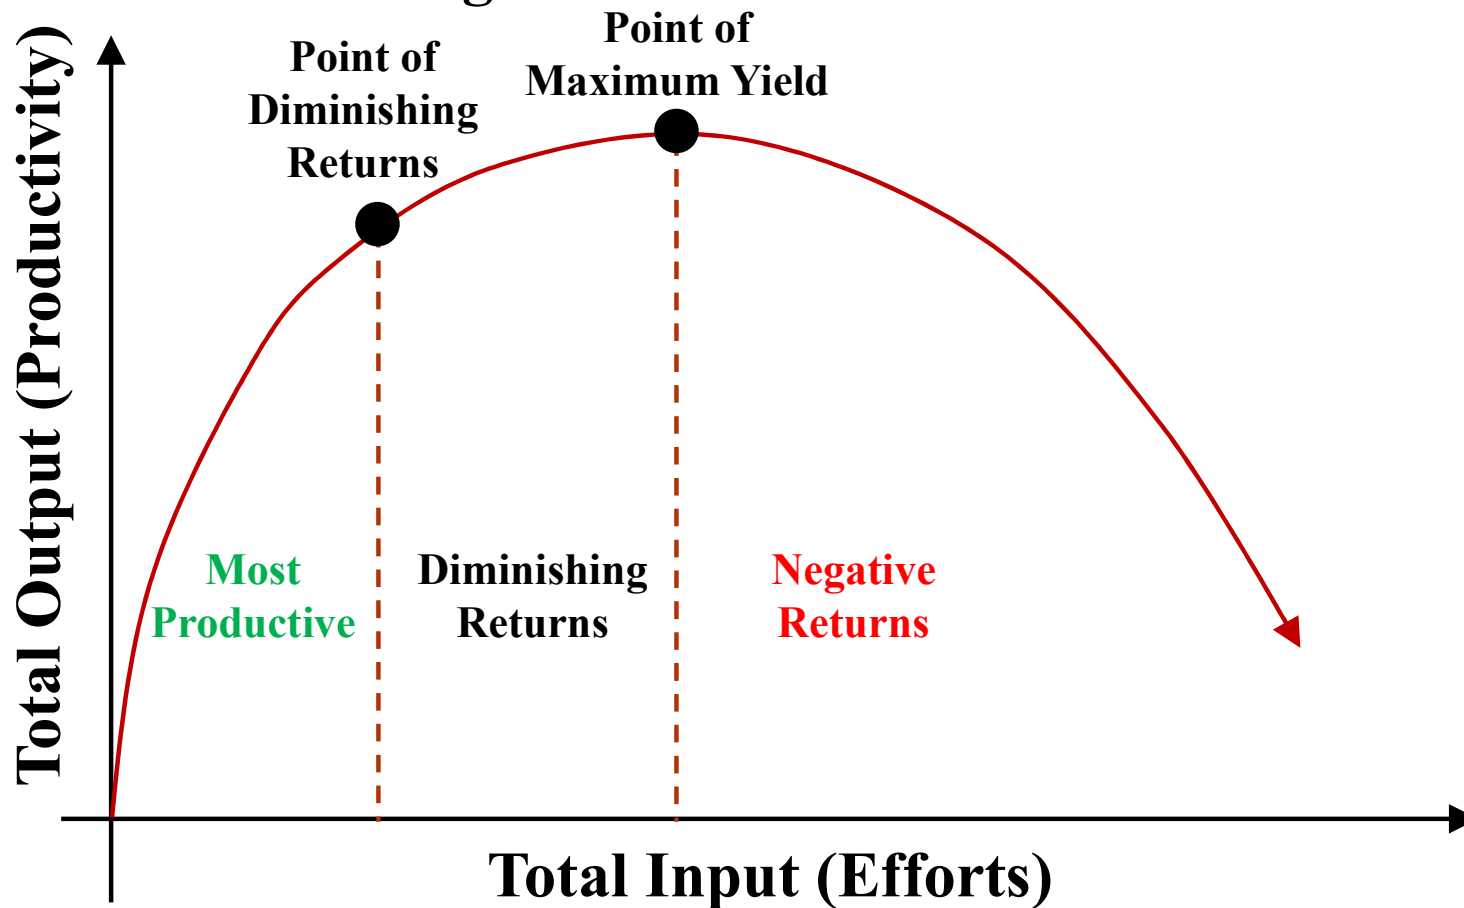 Point of
Diminishing
Returns
Point of
Maximum Yield
Total Output (Productivity)
Most
Productive
Diminishing
Returns
Negative
Returns
Total Input (Efforts)